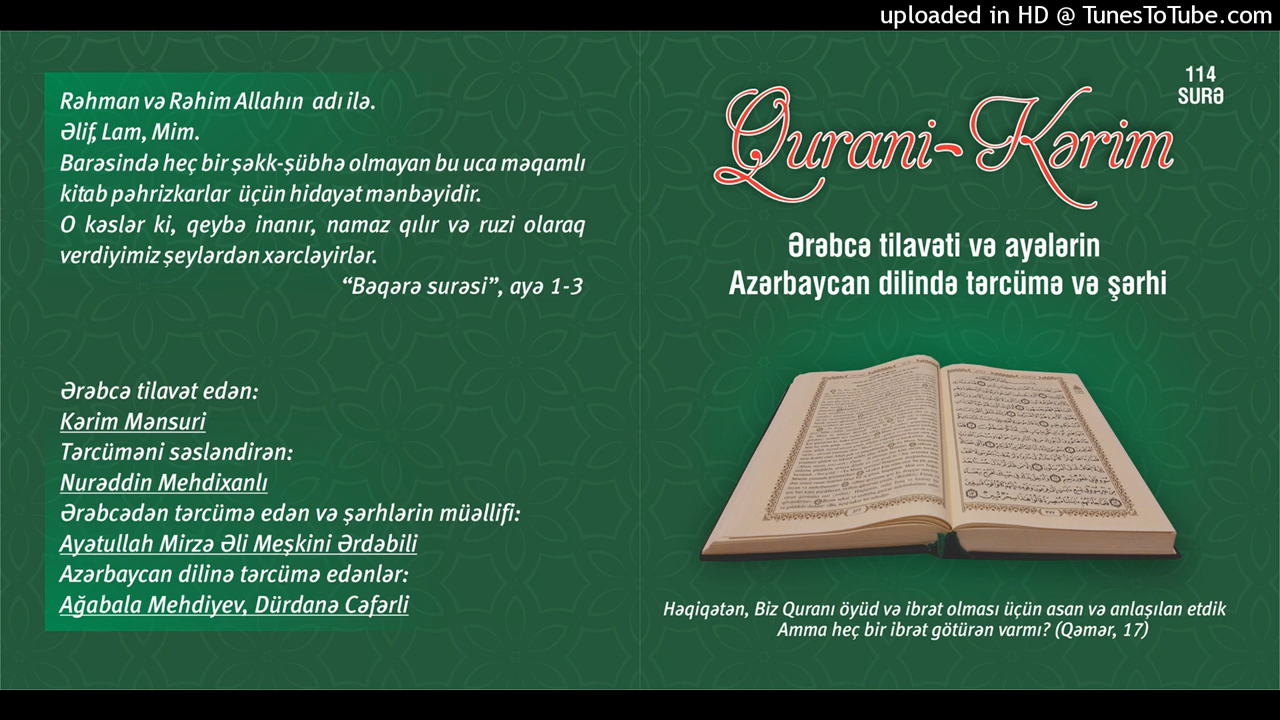 uploaded in HD @ TunesToTube.com
Rəhman və Rəhim Allahın adı ilə.
Əlif, Lam, Mim.
Barəsində heç bir şəkk-şübhə olmayan bu uca məqamlı
kitab pəhrizkarlar üçün hidayət mənbəyidir.
O kəslər ki, qeybə inanır, namaz qılır və ruzi olaraq
verdiyimiz şeylərdən xərcləyirlər.
“Bəqərə surəsi”, ayə 1-3
Ərəbcə tilavət edən:
Kərim Mənsuri
Tərcüməni səsləndirən:
Nurəddin Mehdixanlı
Ərəbcədən tərcümə edən və şərhlərin müəllifi:
Ayətullah Mirzə Əli Meşkini Ərdəbili
Azərbaycan dilinə tərcümə edənlər:
Ağabala Mehdiyev, Dürdanə Cəfərli
114
SURƏ
Qurani-Kərim
Ərəbcə tilavəti və ayələrin
Azərbaycan dilində tərcümə və şərhi
Həqiqətən, Biz Quranı öyüd və ibrət olması üçün asan və anlaşılan etdik
Amma heç bir ibrət götürən varmı? (Qəmər, 17)